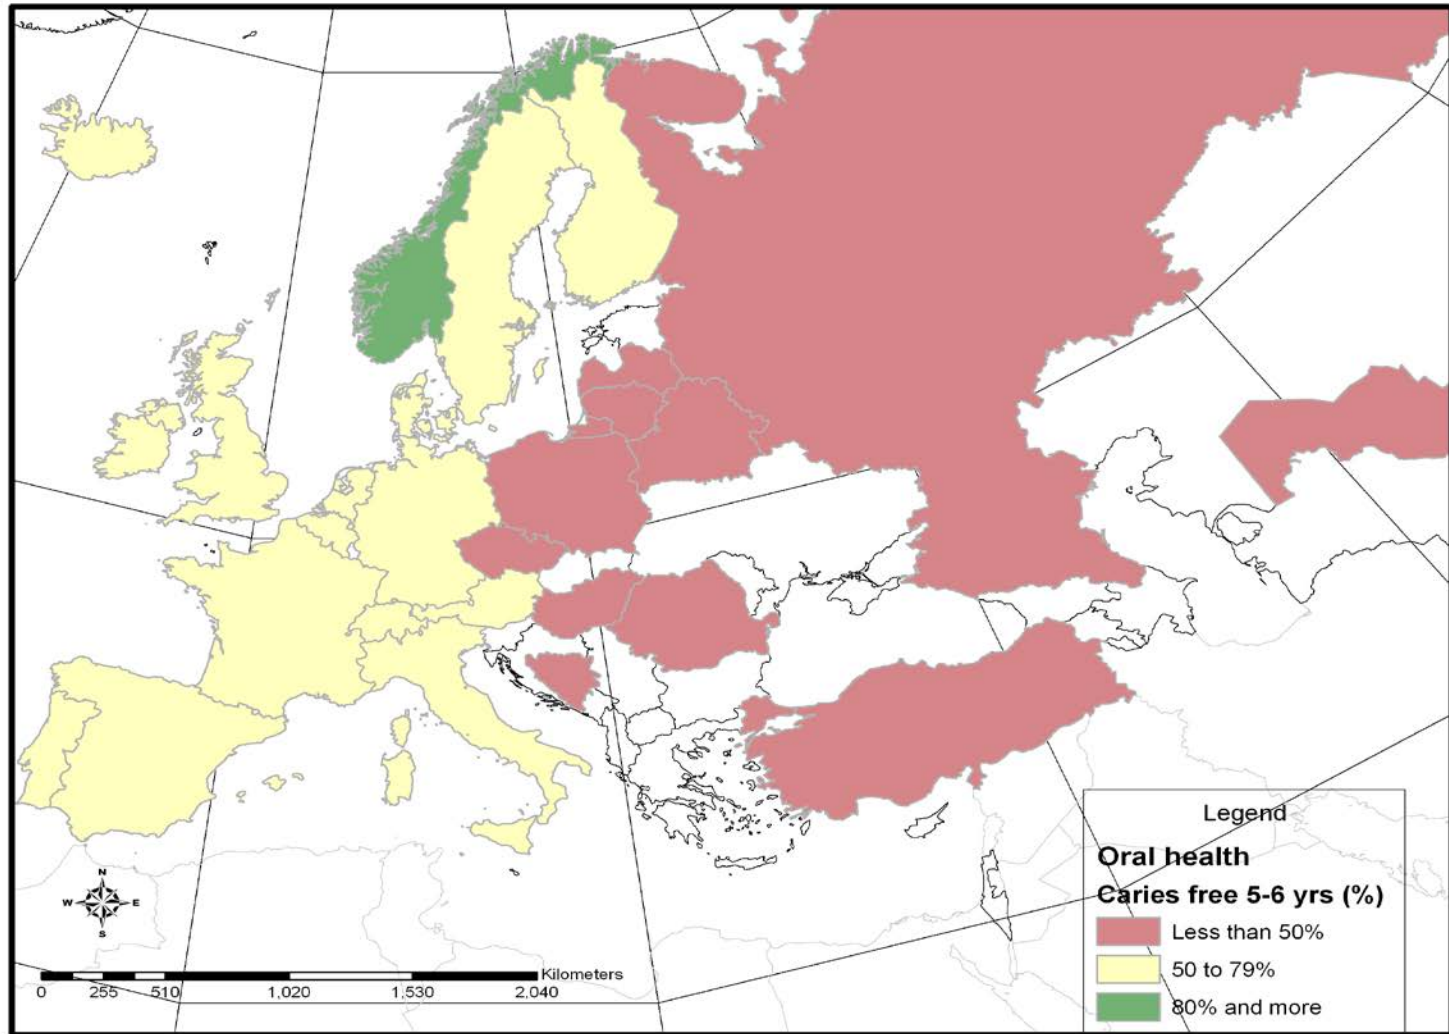 Legend
Oral health
Caries free 5-6 yrs (%)
Less than 50%
50 to 79%
80% and more
N
W E
S
Kilometers
0 255 510 1,020 1,530 2,040